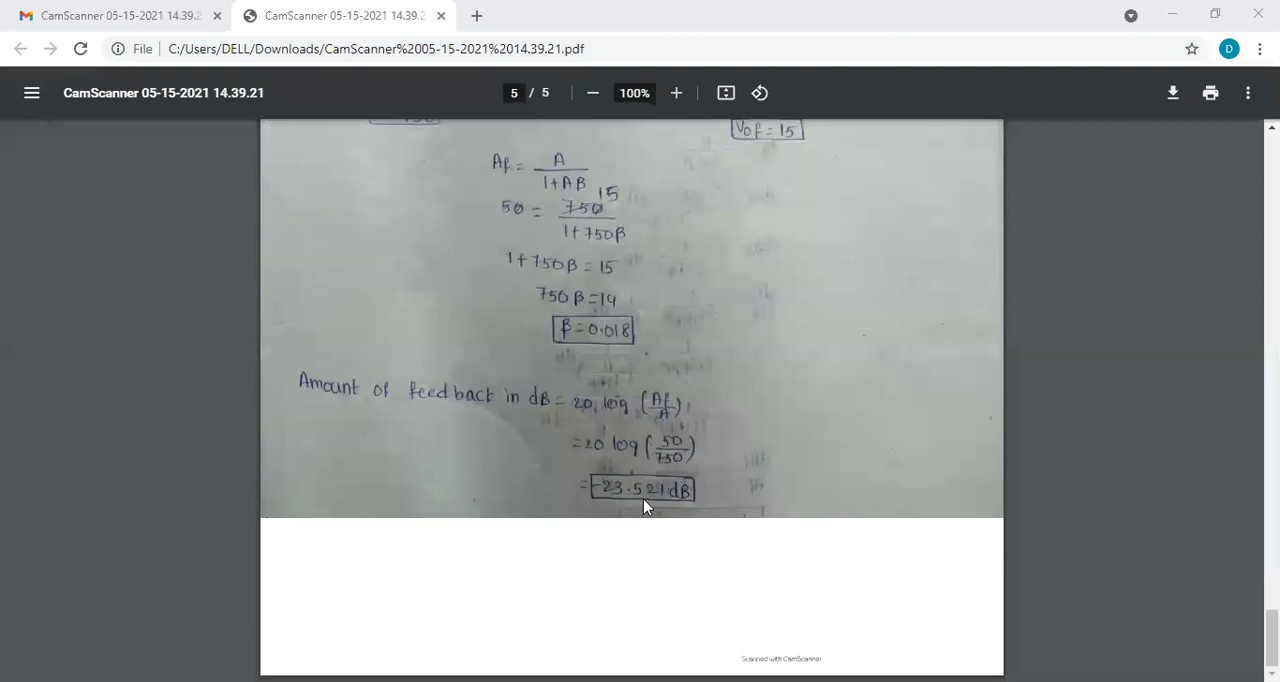 CamScanner 05-15-2021 14.39.2
CamScanner 05-15-2021 14.39.2
File
C:/Users/DELL/Downloads/CamScanner%2005-15-2021%2014.39.21.pdf
D
CamScanner 05-15-2021 14.39.21
5 / 5
100%
Vof = 15
Af = A / 1+Aβ
50 = 750 15 / 1+750β
1+750β = 15
750β = 14
β = 0.018
Amount of feedback in dB = 20 log (Af/A)
= 20 log (50/750)
= -23.521 dB
Scanned with CamScanner